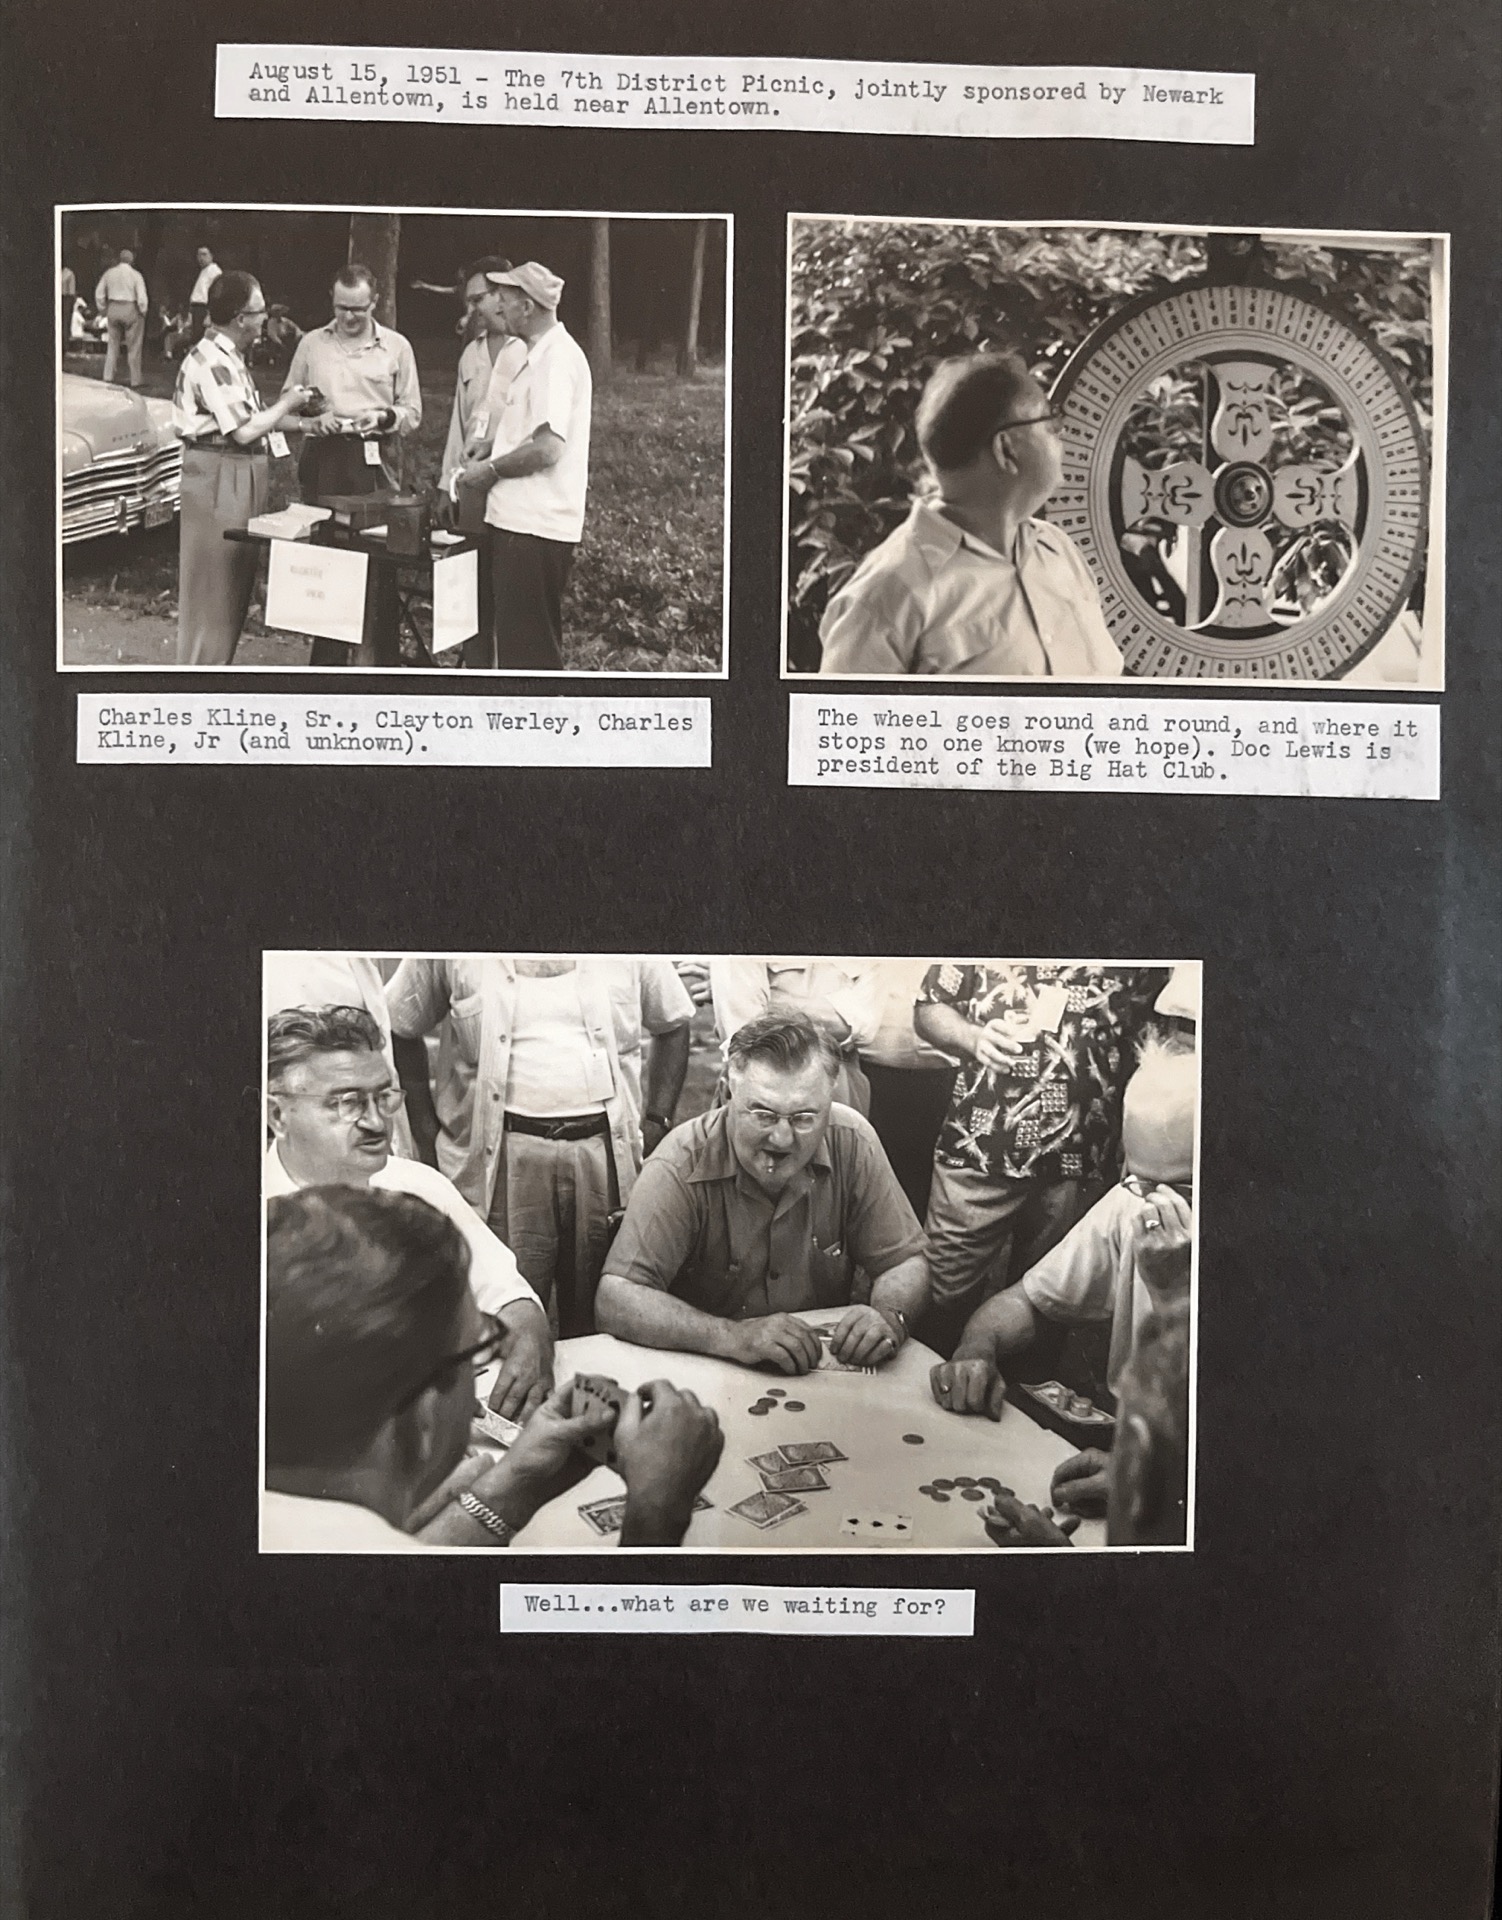 August 15, 1951 - The 7th District Picnic, jointly sponsored by Newark
and Allentown, is held near Allentown.
Charles Kline, Sr., Clayton Werley, Charles
Kline, Jr (and unknown).
The wheel goes round and round, and where it
stops no one knows (we hope). Doc Lewis is
president of the Big Hat Club.
Well...what are we waiting for?